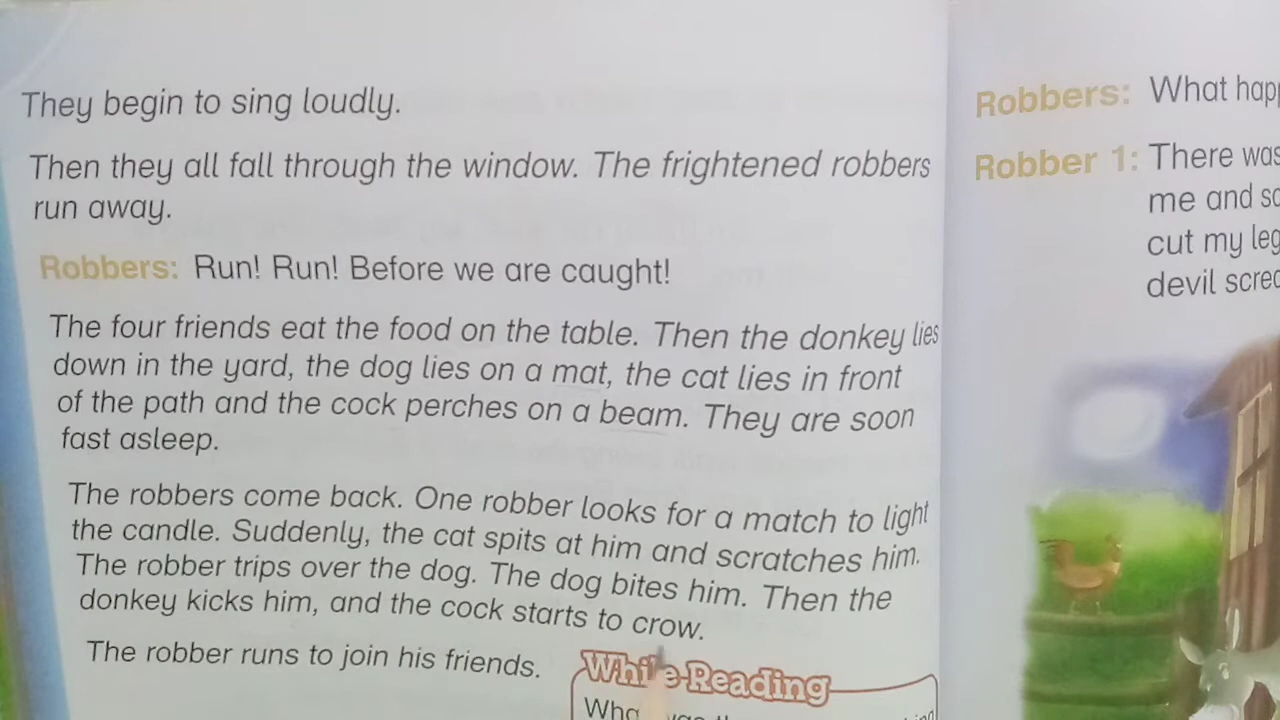 They begin to sing loudly.
Then they all fall through the window. The frightened robbers
run away.
Robbers: Run! Run! Before we are caught!
The four friends eat the food on the table. Then the donkey lies
down in the yard, the dog lies on a mat, the cat lies in front
of the path and the cock perches on a beam. They are soon
fast asleep.
The robbers come back. One robber looks for a match to light
the candle. Suddenly, the cat spits at him and scratches him.
The robber trips over the dog. The dog bites him. Then the
donkey kicks him, and the cock starts to crow.
The robber runs to join his friends.
While-Reading
Robbers: What
Robber 1: There was
me and
cut my
devil